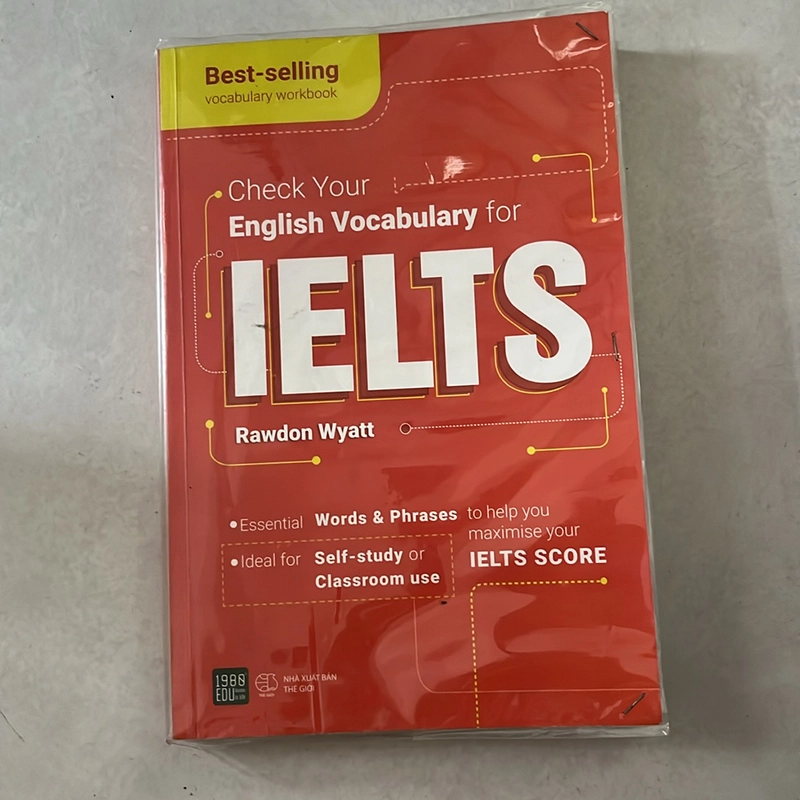 Best-selling
vocabulary workbook
Check Your
English Vocabulary for
IELTS
Rawdon Wyatt
Essential Words & Phrases to help you
maximise your
Ideal for Self-study or
Classroom use
IELTS SCORE
1980
EDU
NHÀ XUẤT BẢN
THẾ GIỚI